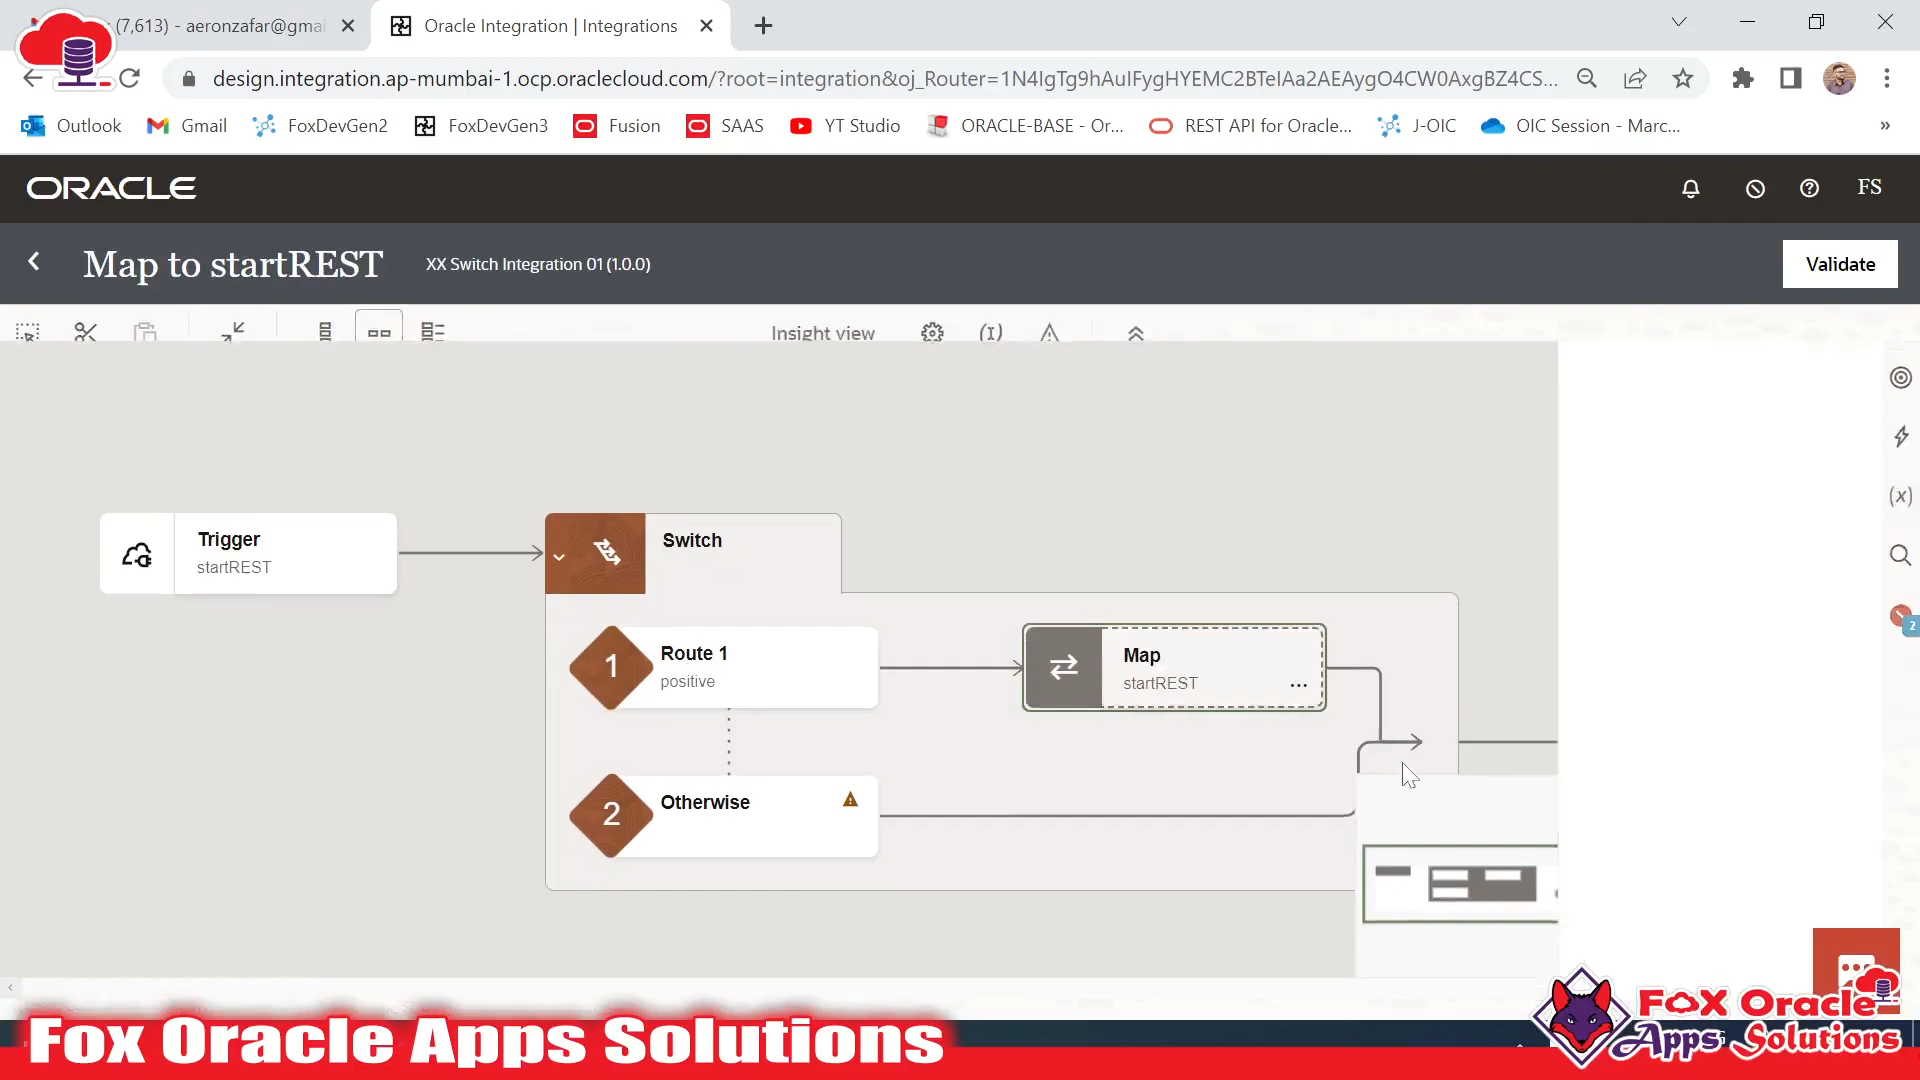 (7,613) - aeronzafar@gmai
Oracle Integration | Integrations
design.integration.ap-mumbai-1.ocp.oraclecloud.com/?root=integration&oj_Router=1N4IgTg9hAuIFygHYEMC2BTeIAa2AEAygO4CW0AxgBZ4CS...
Outlook
Gmail
FoxDevGen2
FoxDevGen3
Fusion
SAAS
YT Studio
ORACLE-BASE - Or...
REST API for Oracle...
J-OIC
OIC Session - Marc...
»
ORACLE
FS
Map to startREST
XX Switch Integration 01 (1.0.0)
Validate
Insight view
(x)
Trigger
startREST
Switch
1
Route 1
positive
Map
startREST
...
2
Otherwise
2
Fox Oracle Apps Solutions
Fox Oracle
Apps Solutions